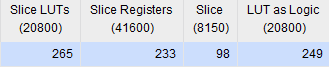 Slice LUTs Slice Registers Slice LUT as Logic
(20800) (41600) (8150) (20800)
265 233 98 249